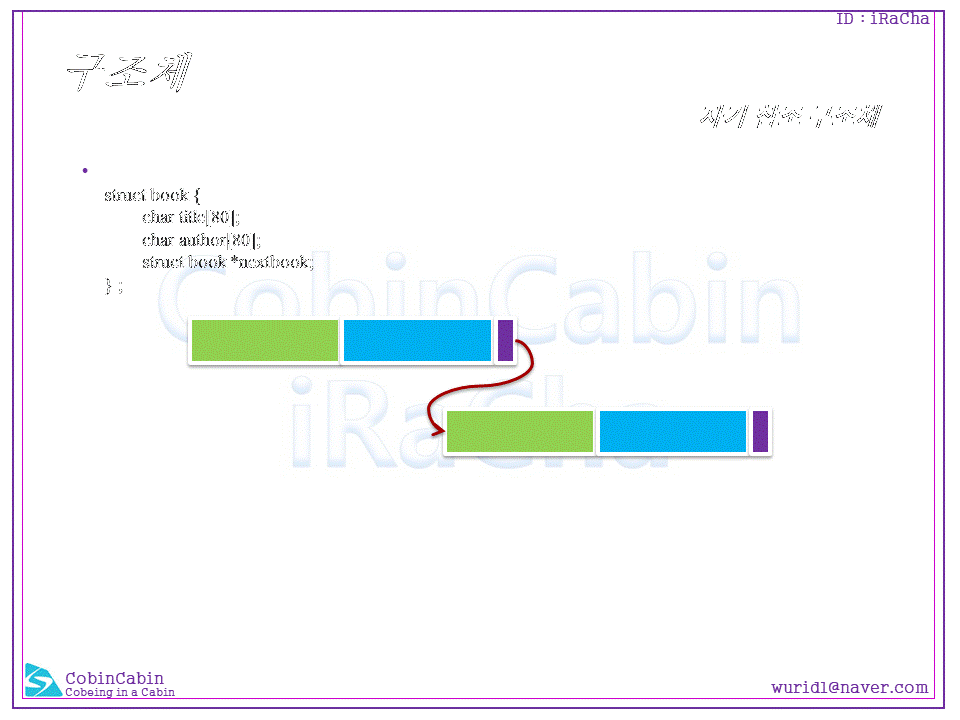 ID : iRaCha
구조체
자기 참조 구조체
•
struct book {
char title[80];
char author[80];
struct book *nextbook;
} ;
CobinCabin
iRaCha
CobinCabin
Cobeing in a Cabin
wurid1@naver.com